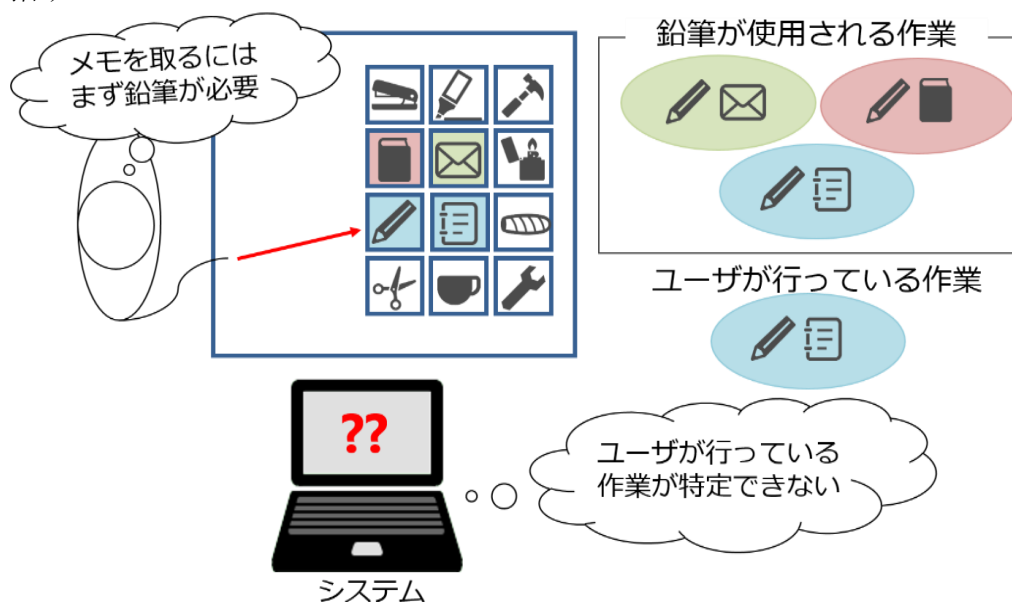 メモを取るには
まず鉛筆が必要
鉛筆が使用される作業
ユーザが行っている作業
??
ユーザが行っている
作業が特定できない
システム